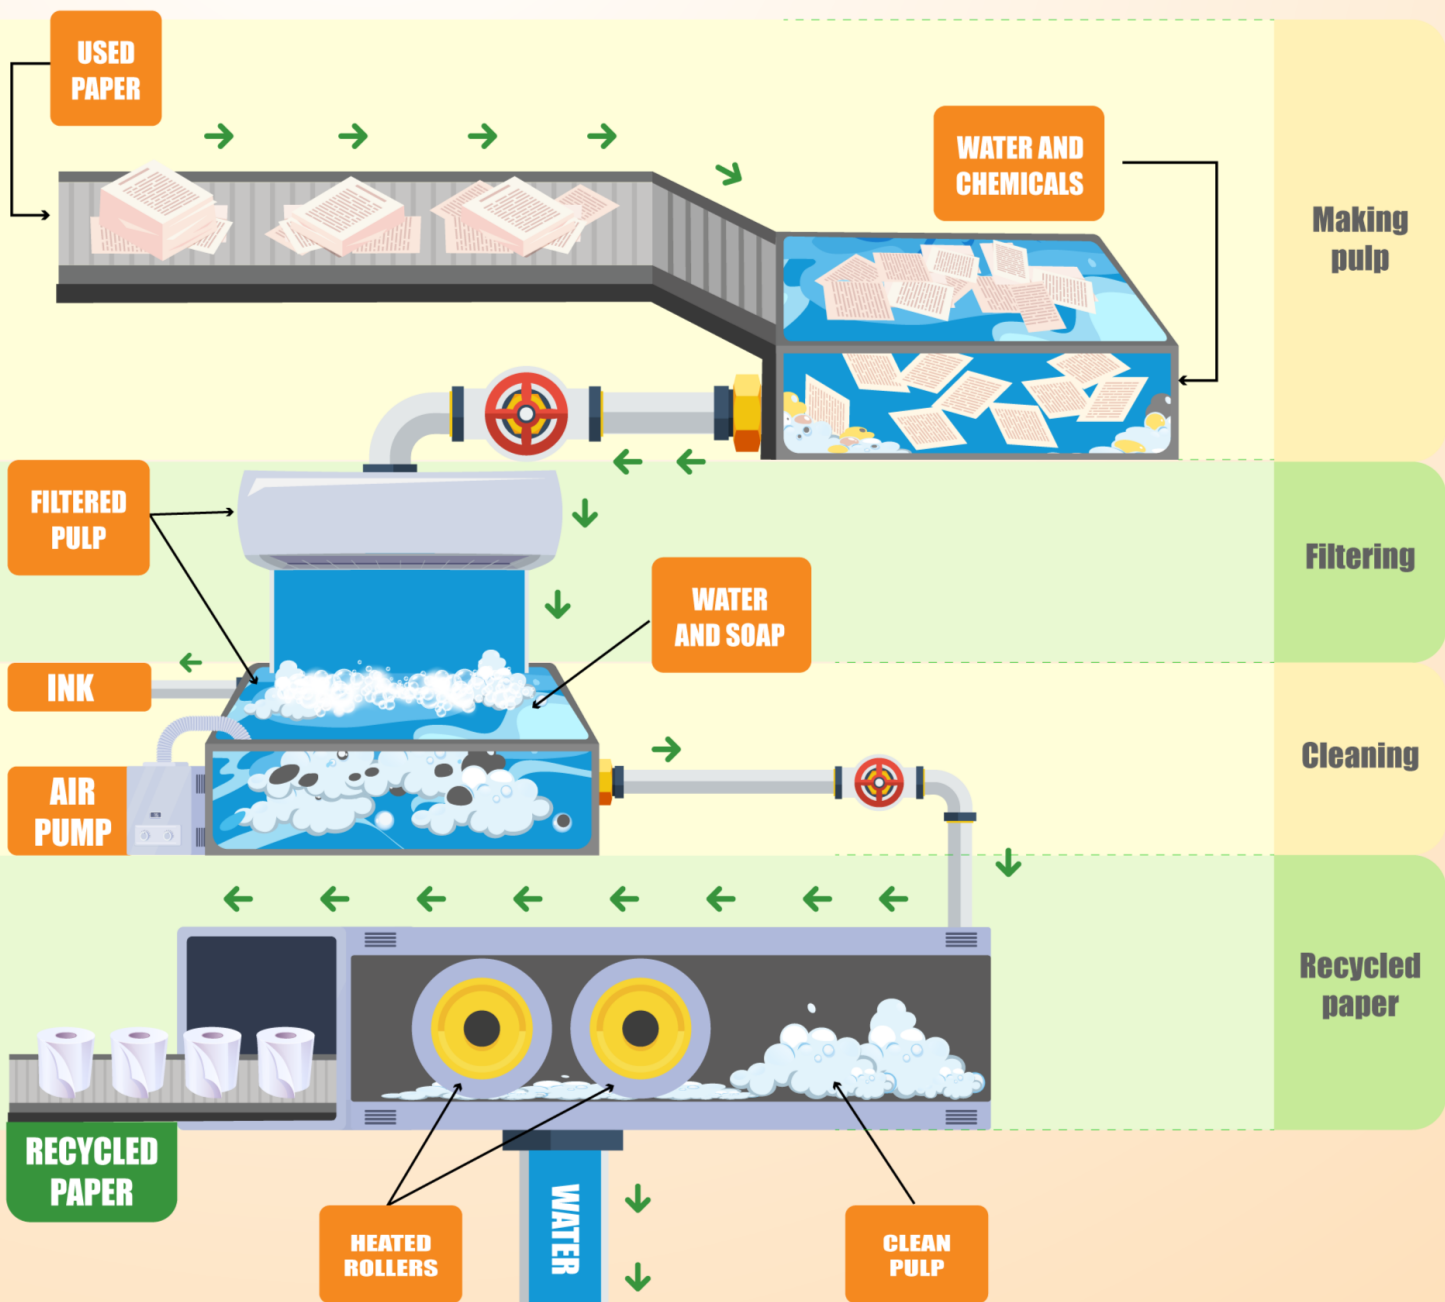 USED
PAPER
WATER AND
CHEMICALS
Making
pulp
FILTERED
PULP
Filtering
WATER
AND SOAP
INK
Cleaning
AIR
PUMP
Recycled
paper
RECYCLED
PAPER
HEATED
ROLLERS
WATER
CLEAN
PULP